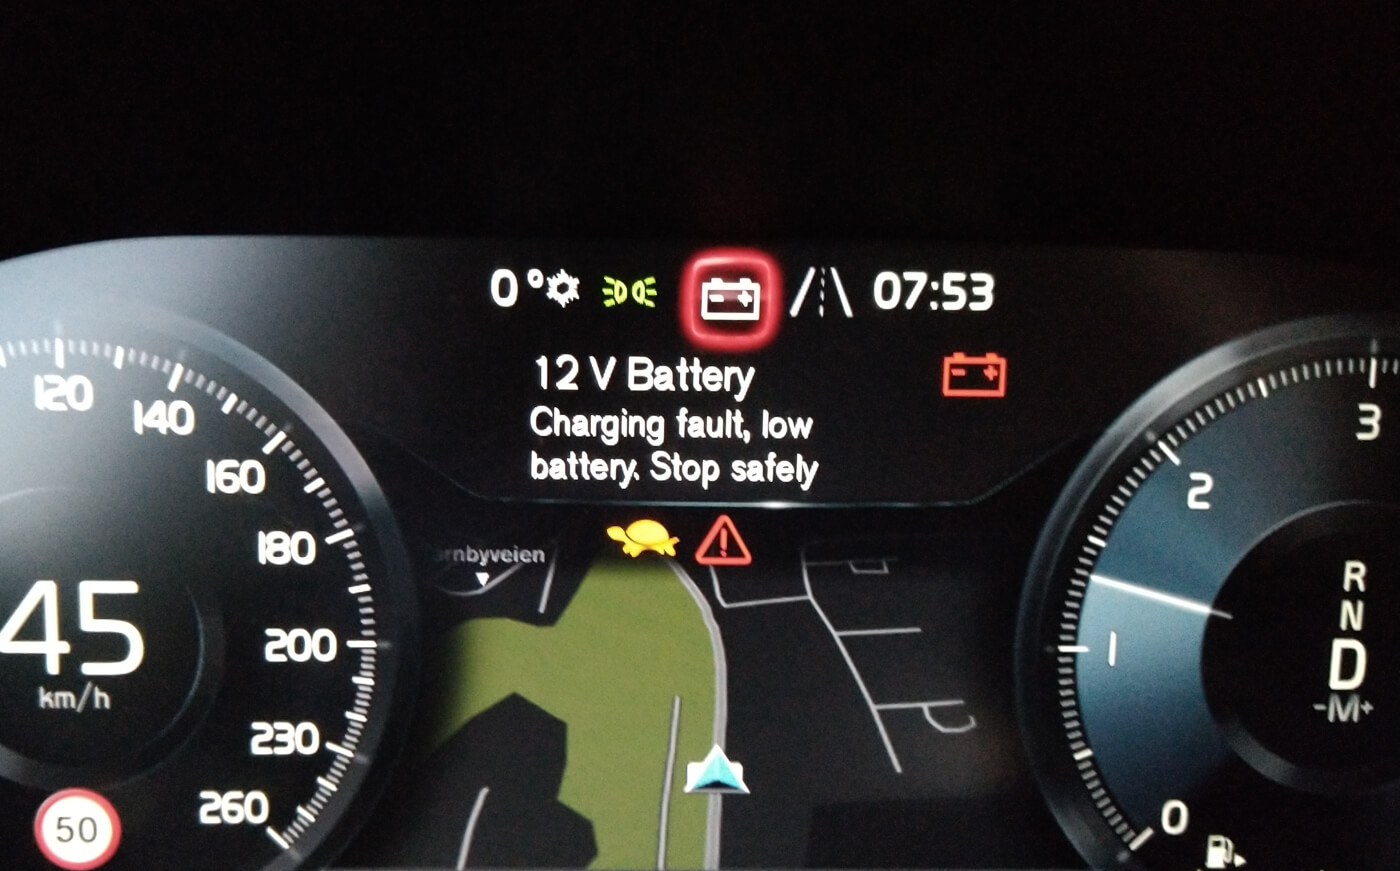 0° 07:53
12 V Battery
Charging fault, low
battery. Stop safely
120
140
160
180
200
230
260
45
km/h
50
3
2
1
0
R
N
D
-M+